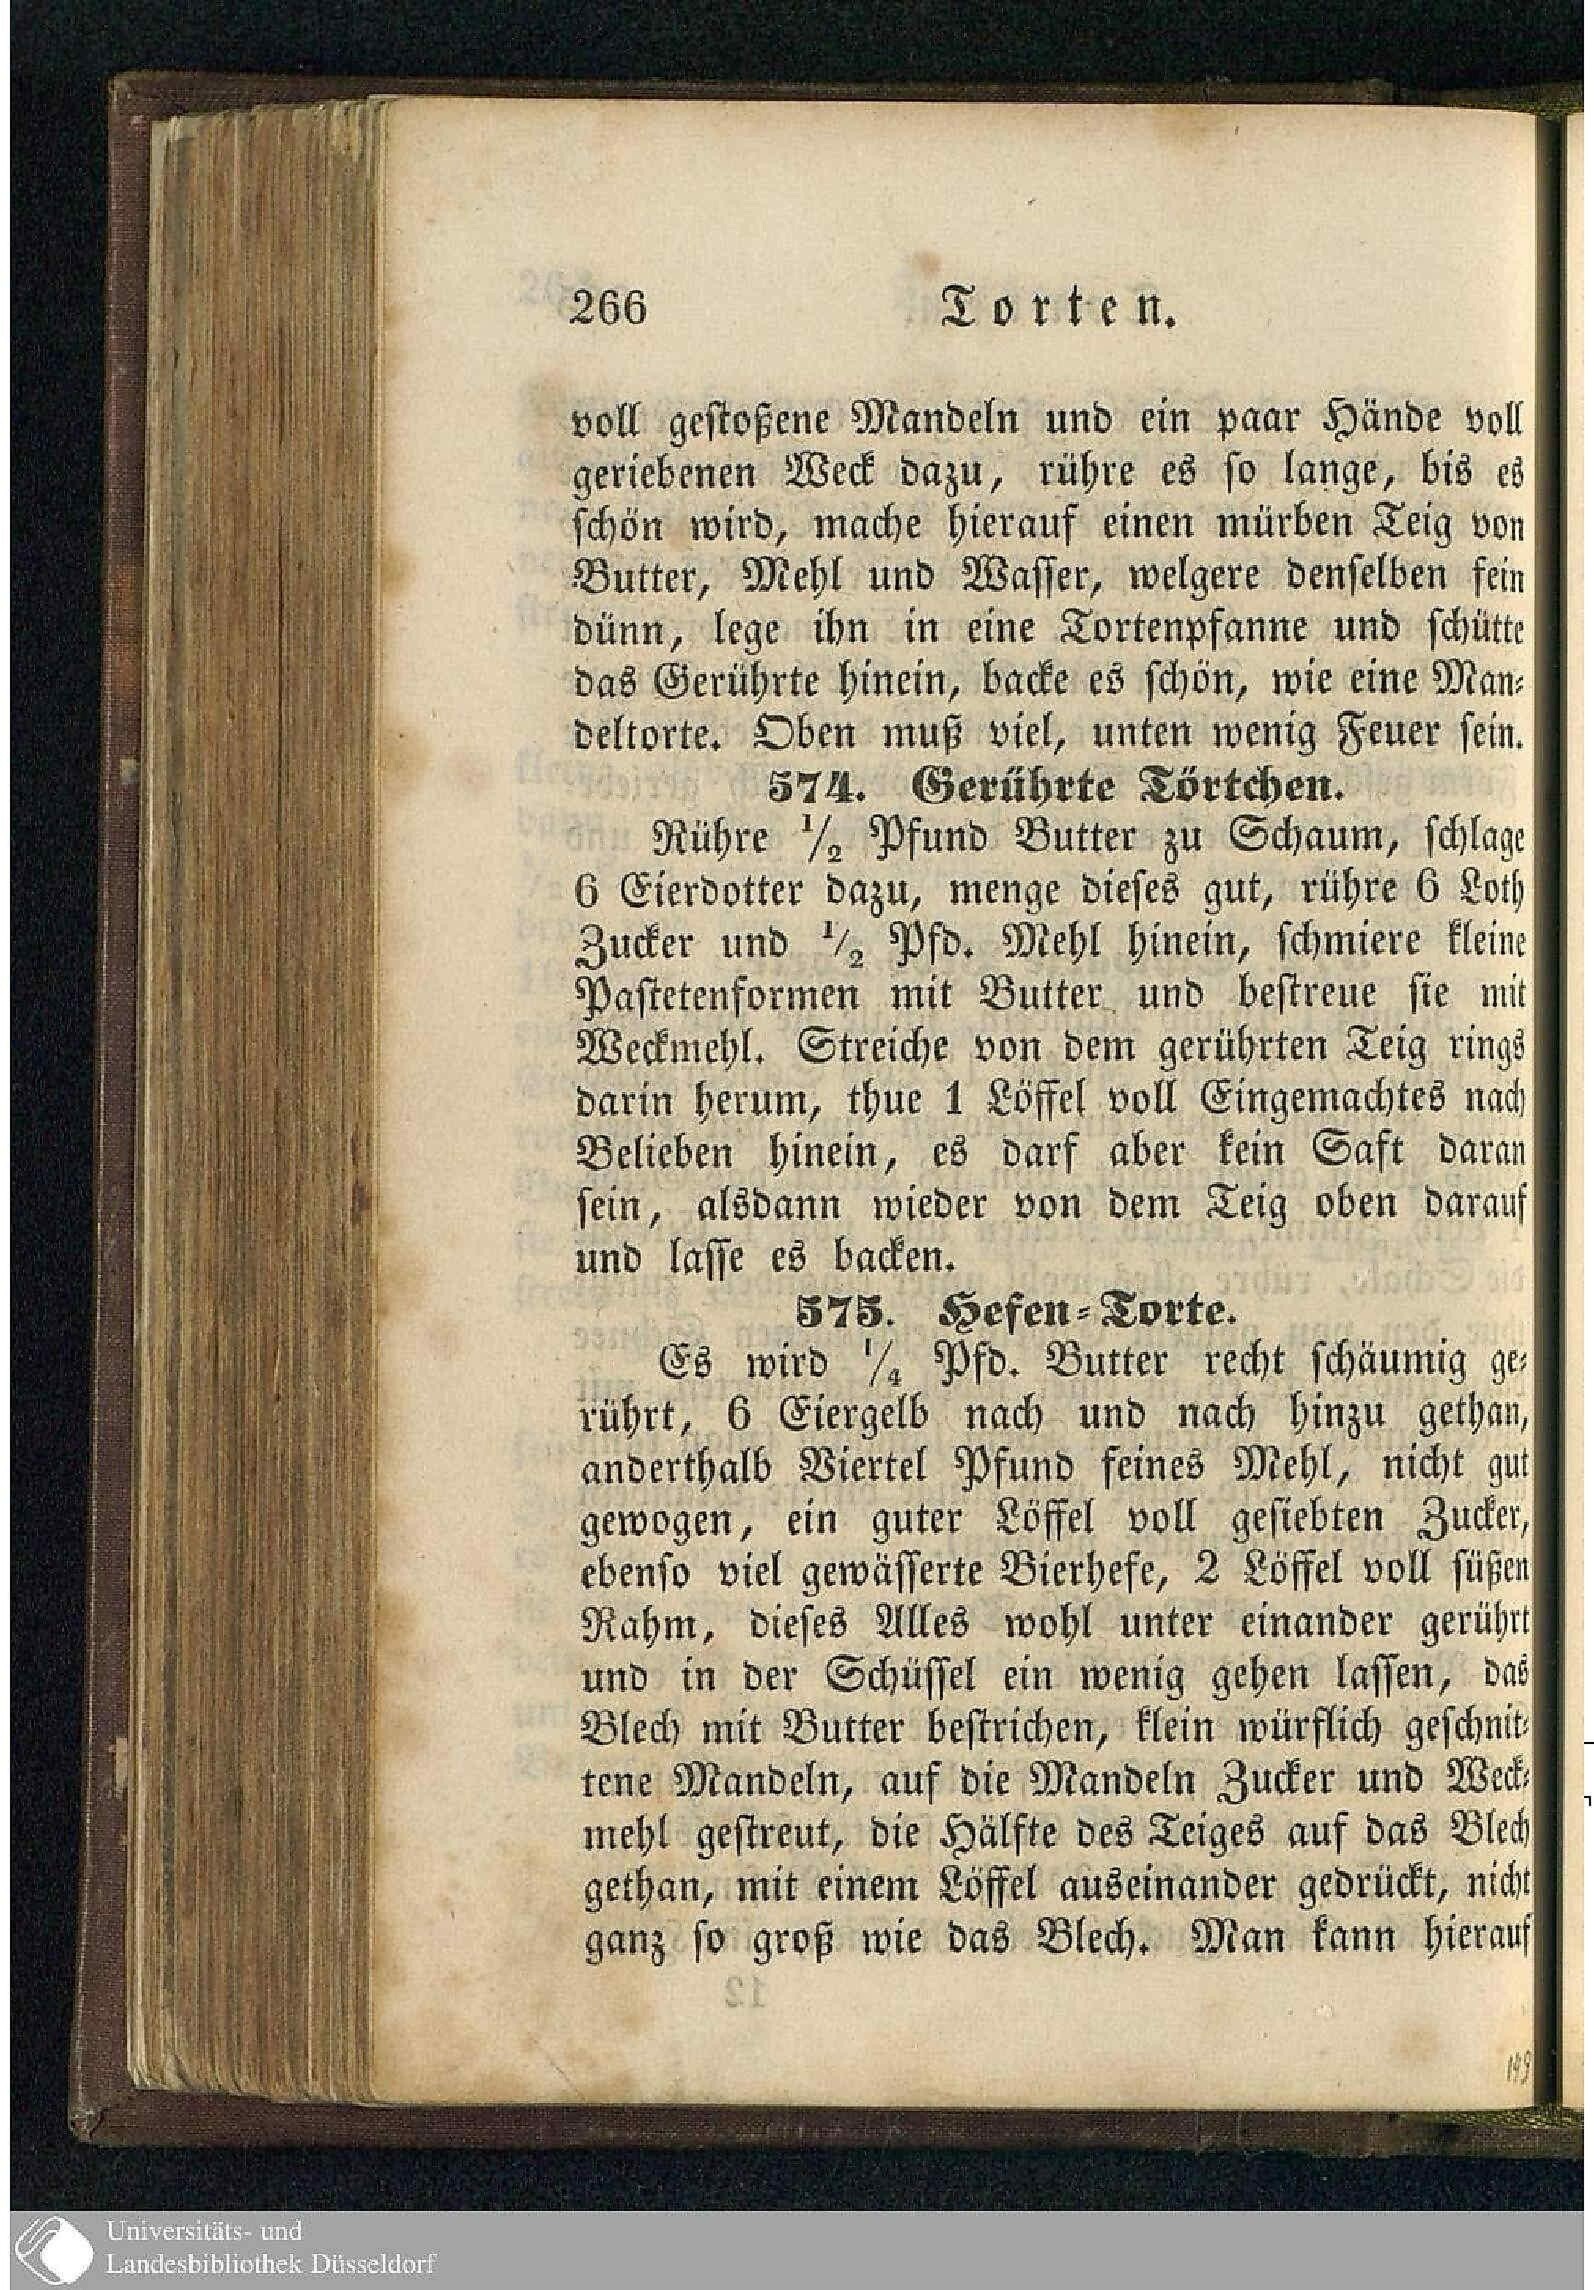 266 Torten.
voll gestoßene Mandeln und ein paar Hände voll
geriebenen Weck dazu, rühre es so lange, bis es
schön wird, mache hierauf einen mürben Teig von
Butter, Mehl und Wasser, welgere denselben fein
dünn, lege ihn in eine Tortenpfanne und schütte
das Gerührte hinein, backe es schön, wie eine Man-
deltorte. Oben muß viel, unten wenig Feuer sein.
574. Gerührte Törtchen.
Rühre 1/2 Pfund Butter zu Schaum, schlage
6 Eierdotter dazu, menge dieses gut, rühre 6 Loth
Zucker und 1/2 Pfd. Mehl hinein, schmiere kleine
Pastetenformen mit Butter und bestreue sie mit
Weckmehl. Streiche von dem gerührten Teig rings
darin herum, thue 1 Löffel voll Eingemachtes nach
Belieben hinein, es darf aber kein Saft daran
sein, alsdann wieder von dem Teig oben darauf
und lasse es backen.
575. Hefen-Torte.
Es wird 1/4 Pfd. Butter recht schäumig ge-
rührt, 6 Eiergelb nach und nach hinzu gethan,
anderthalb Viertel Pfund feines Mehl, nicht gut
gewogen, ein guter Löffel voll gesiebten Zucker,
ebenso viel gewässerte Bierhefe, 2 Löffel voll süßen
Rahm, dieses Alles wohl unter einander gerührt
und in der Schüssel ein wenig gehen lassen, das
Blech mit Butter bestrichen, klein würflich geschnit-
tene Mandeln, auf die Mandeln Zucker und Weck-
mehl gestreut, die Hälfte des Teiges auf das Blech
gethan, mit einem Löffel auseinander gedrückt, nicht
ganz so groß wie das Blech. Man kann hierauf
Universitäts- und
Landesbibliothek Düsseldorf